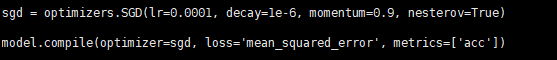 sgd = optimizers.SGD(lr=0.0001, decay=1e-6, momentum=0.9, nesterov=True)
model.compile(optimizer=sgd, loss='mean_squared_error', metrics=['acc'])